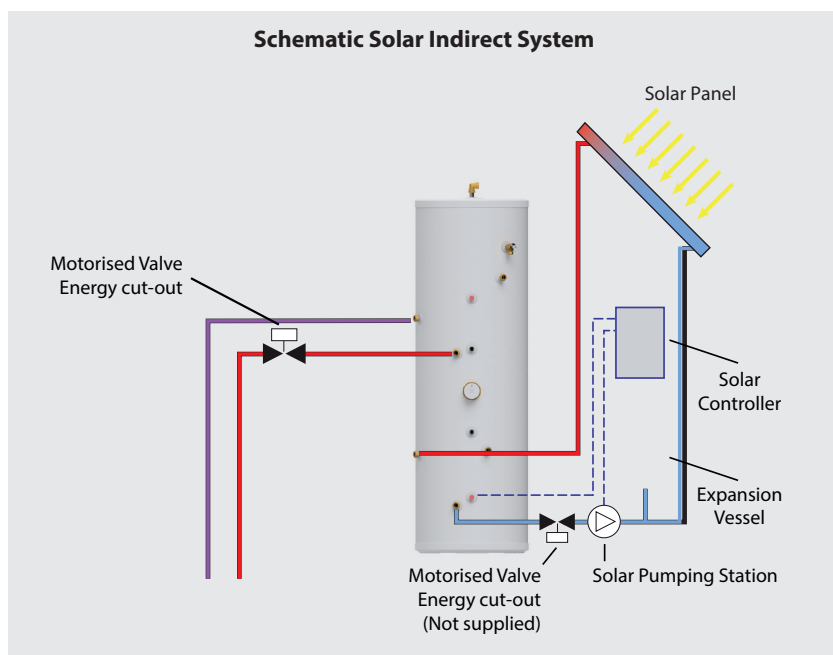 Schematic Solar Indirect System
Solar Panel
Motorised Valve
Energy cut-out
Solar
Controller
Expansion
Vessel
Motorised Valve
Energy cut-out
(Not supplied)
Solar Pumping Station